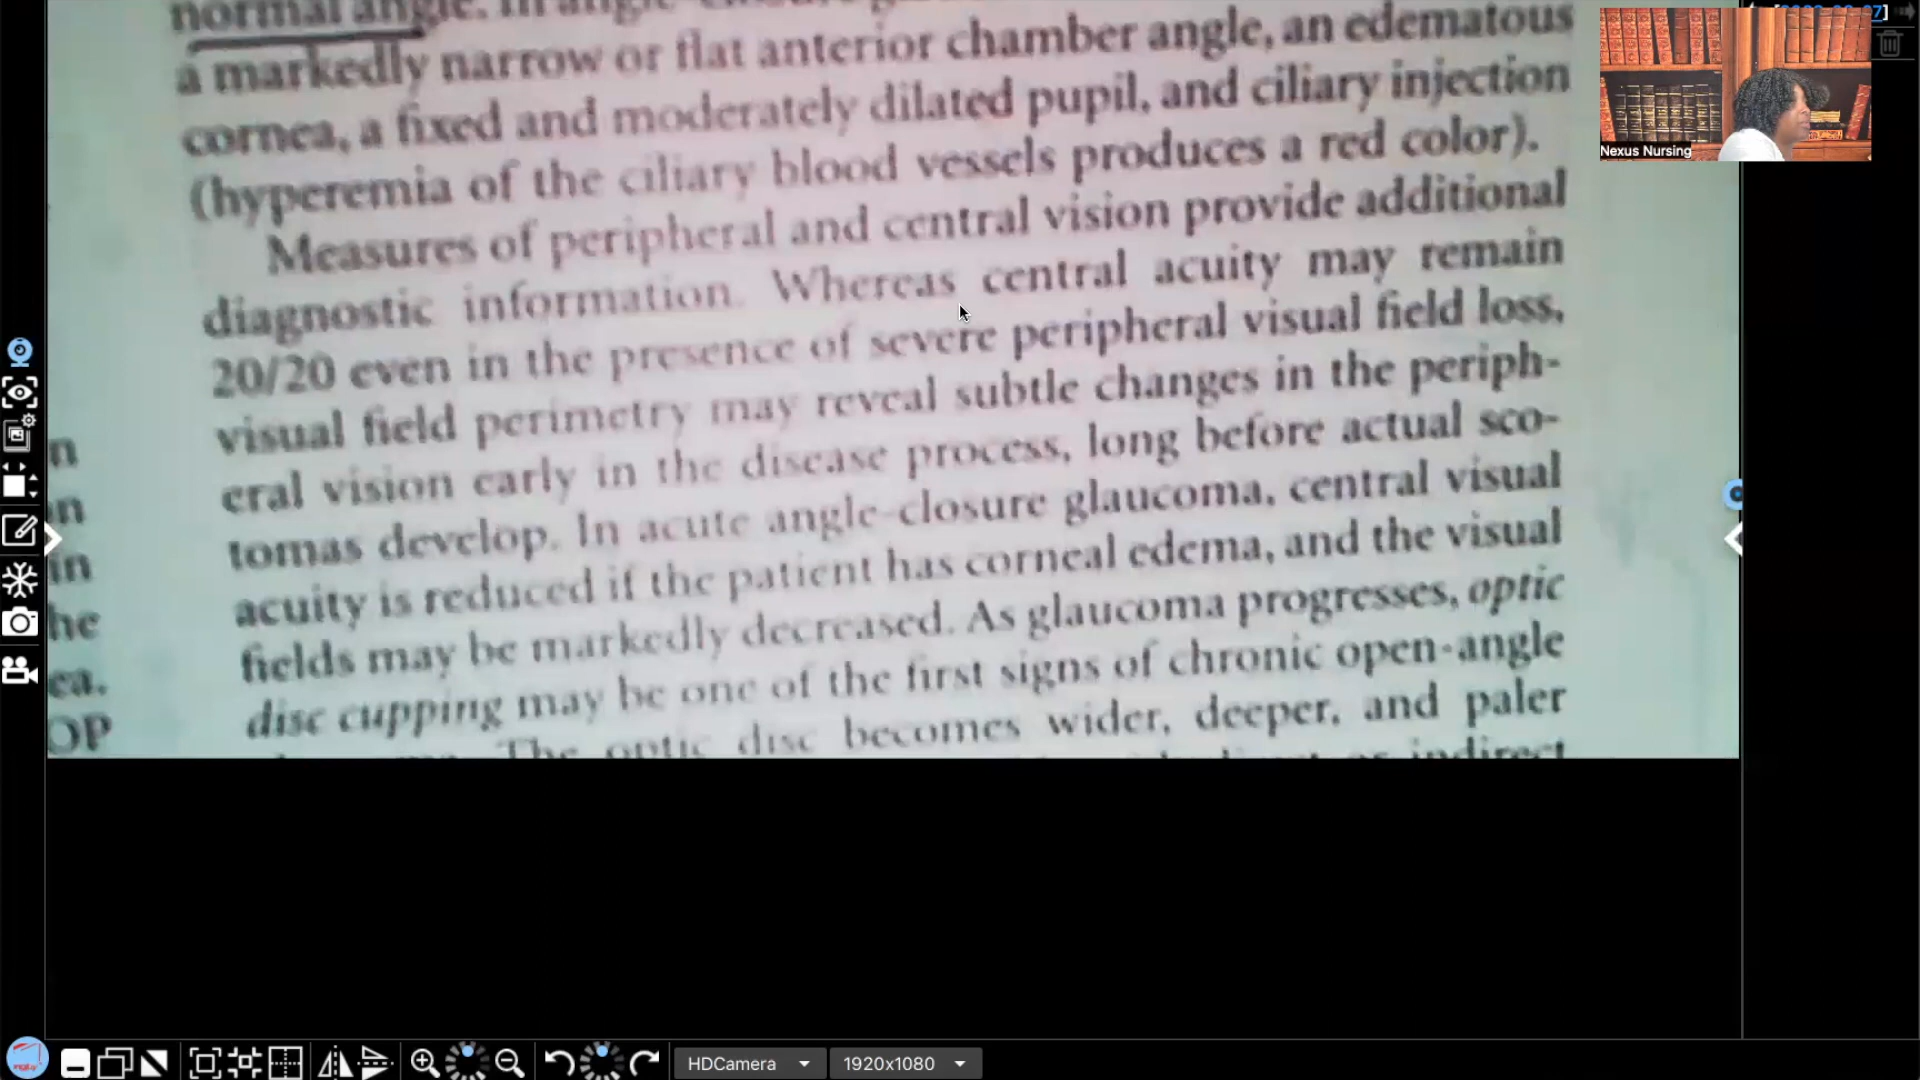 normal angle. In angle-closure
a markedly narrow or flat anterior chamber angle, an edematous
cornea, a fixed and moderately dilated pupil, and ciliary injection
(hyperemia of the ciliary blood vessels produces a red color).
Measures of peripheral and central vision provide additional
diagnostic information. Whereas central acuity may remain
20/20 even in the presence of severe peripheral visual field loss,
visual field perimetry may reveal subtle changes in the periph-
eral vision early in the disease process, long before actual sco-
tomas develop. In acute angle-closure glaucoma, central visual
acuity is reduced if the patient has corneal edema, and the visual
fields may be markedly decreased. As glaucoma progresses, optic
disc cupping may be one of the first signs of chronic open-angle
The optic disc becomes wider, deeper, and paler
indirect
n
in
he
ea.
OP
Nexus Nursing
HDCamera
1920x1080